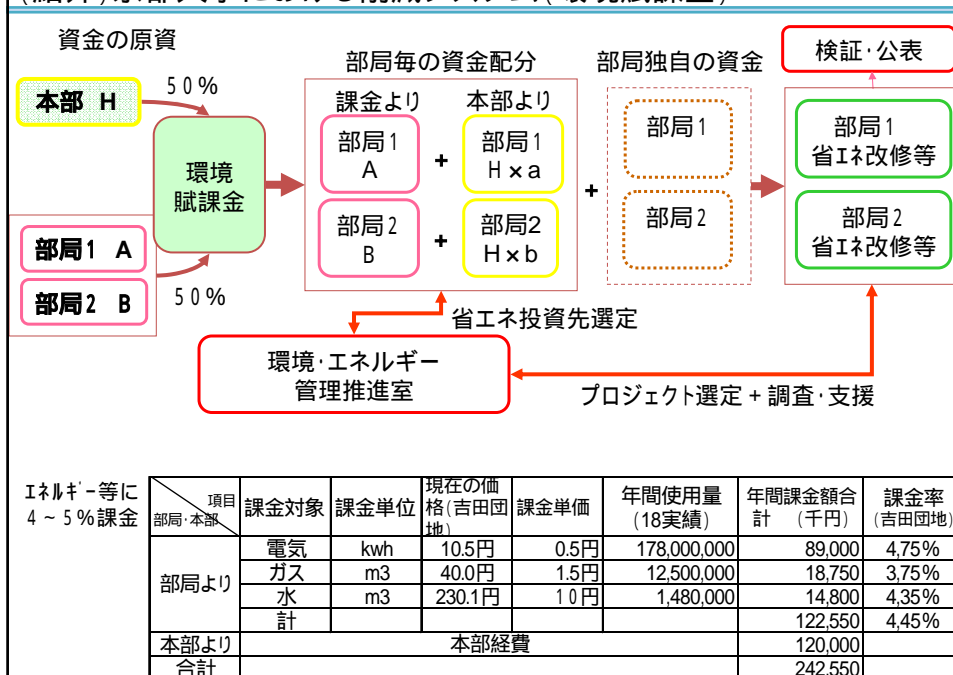 資金の原資
本部 H
50%
環境
賦課金
部局1 A
部局2 B
50%
部局毎の資金配分
課金より
本部より
部局1
A
+
部局1
H×a
部局2
B
+
部局2
H×b
+
部局独自の資金
部局1
部局2
検証・公表
部局1
省エネ改修等
部局2
省エネ改修等
省エネ投資先選定
環境・エネルギー
管理推進室
プロジェクト選定+調査・支援
エネルギー等に
4~5%課金
項目
部局・本部
課金対象 課金単位 現在の価格(吉田団地) 課金単価 年間使用量(18実績) 年間課金額合計 (千円) 課金率(吉田団地)
部局より
電気 kwh 10.5円 0.5円 178,000,000 89,000 4,75%
ガス m3 40.0円 1.5円 12,500,000 18,750 3,75%
水 m3 230.1円 10円 1,480,000 14,800 4,35%
計 122,550 4,45%
本部より 本部経費 120,000
合計 242,550